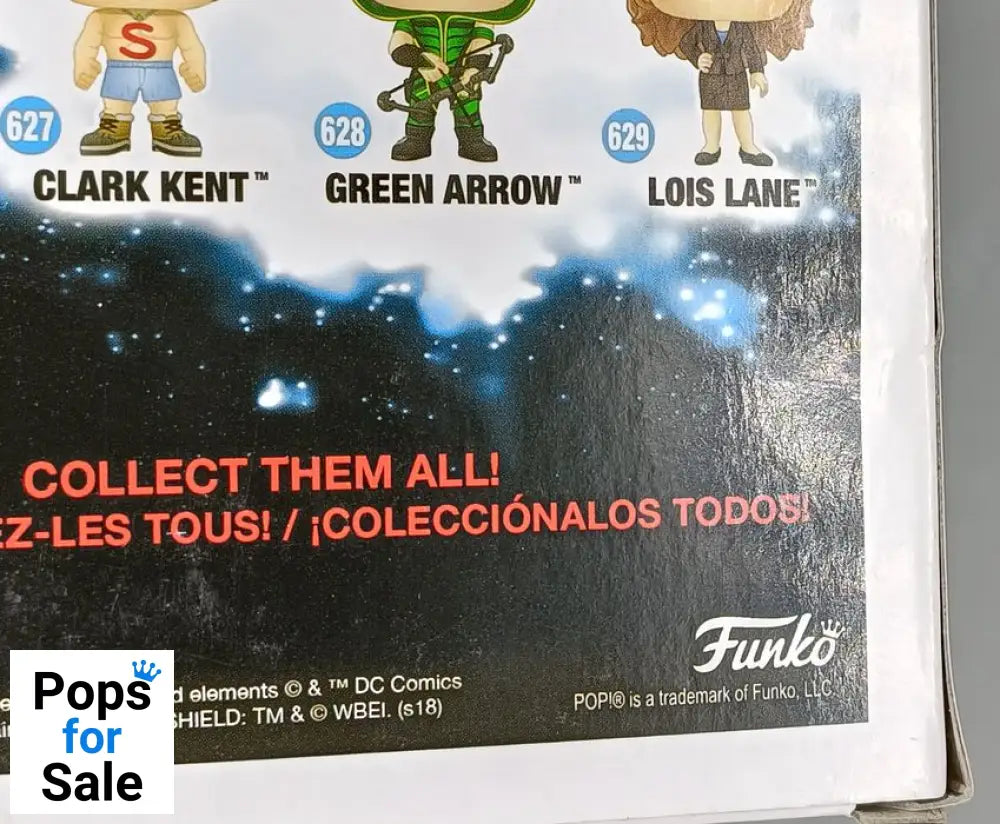 S
627
628
629
CLARK KENT™
GREEN ARROW™
LOIS LANE™
COLLECT THEM ALL!
EZ-LES TOUS! / ¡COLECCIÓNALOS TODOS!
Funko
d elements © & ™ DC Comics
SHIELD: TM & © WBEI. (s18)
POP!® is a trademark of Funko, LLC
Pops
for
Sale